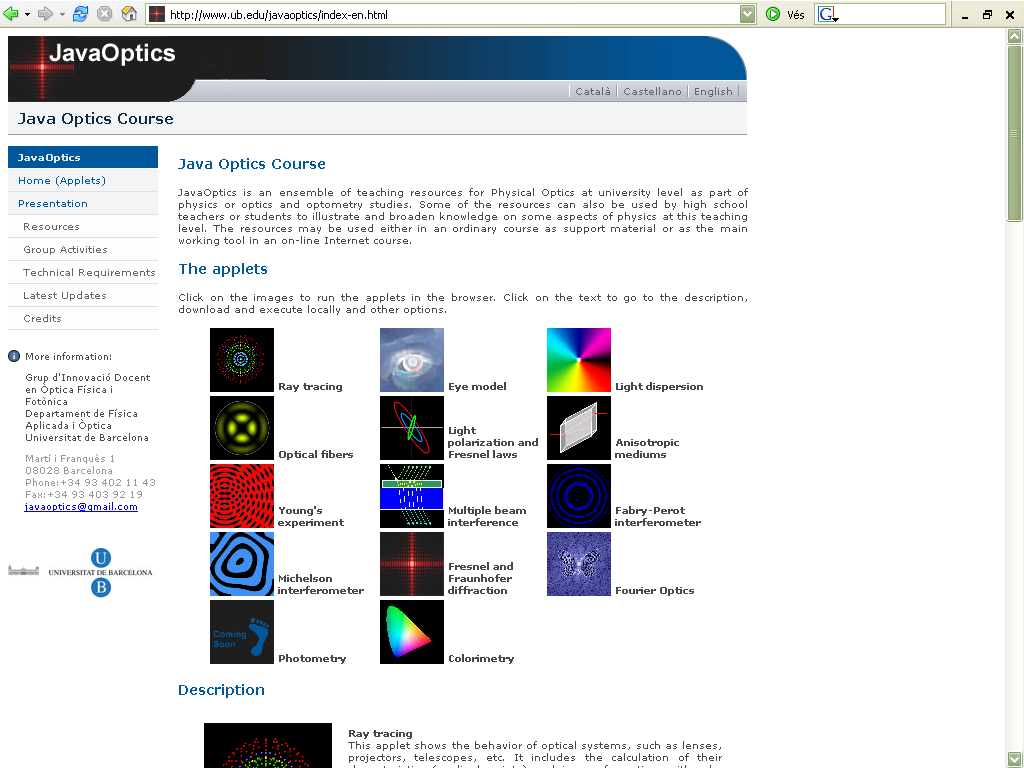 http://www.ub.edu/javaoptics/index-en.html
Vés
G
JavaOptics
Català
Castellano
English
Java Optics Course
JavaOptics
Home (Applets)
Presentation
Resources
Group Activities
Technical Requirements
Latest Updates
Credits
i More information:
Grup d'Innovació Docent
en Òptica Física i
Fotònica
Departament de Física
Aplicada i Òptica
Universitat de Barcelona
Martí i Franquès 1
08028 Barcelona
Phone:+34 93 402 11 43
Fax:+34 93 403 92 19
javaoptics@gmail.com
U
UNIVERSITAT DE BARCELONA
B
Java Optics Course
JavaOptics is an ensemble of teaching resources for Physical Optics at university level as part of
physics or optics and optometry studies. Some of the resources can also be used by high school
teachers or students to illustrate and broaden knowledge on some aspects of physics at this teaching
level. The resources may be used either in an ordinary course as support material or as the main
working tool in an on-line Internet course.
The applets
Click on the images to run the applets in the browser. Click on the text to go to the description,
download and execute locally and other options.
Ray tracing
Eye model
Light dispersion
Optical fibers
Light
polarization and
Fresnel laws
Anisotropic
mediums
Young's
experiment
Multiple beam
interference
Fabry-Perot
interferometer
Michelson
interferometer
Fresnel and
Fraunhofer
diffraction
Fourier Optics
Coming
Soon
Photometry
Colorimetry
Description
Ray tracing
This applet shows the behavior of optical systems, such as lenses,
projectors, telescopes, etc. It includes the calculation of their